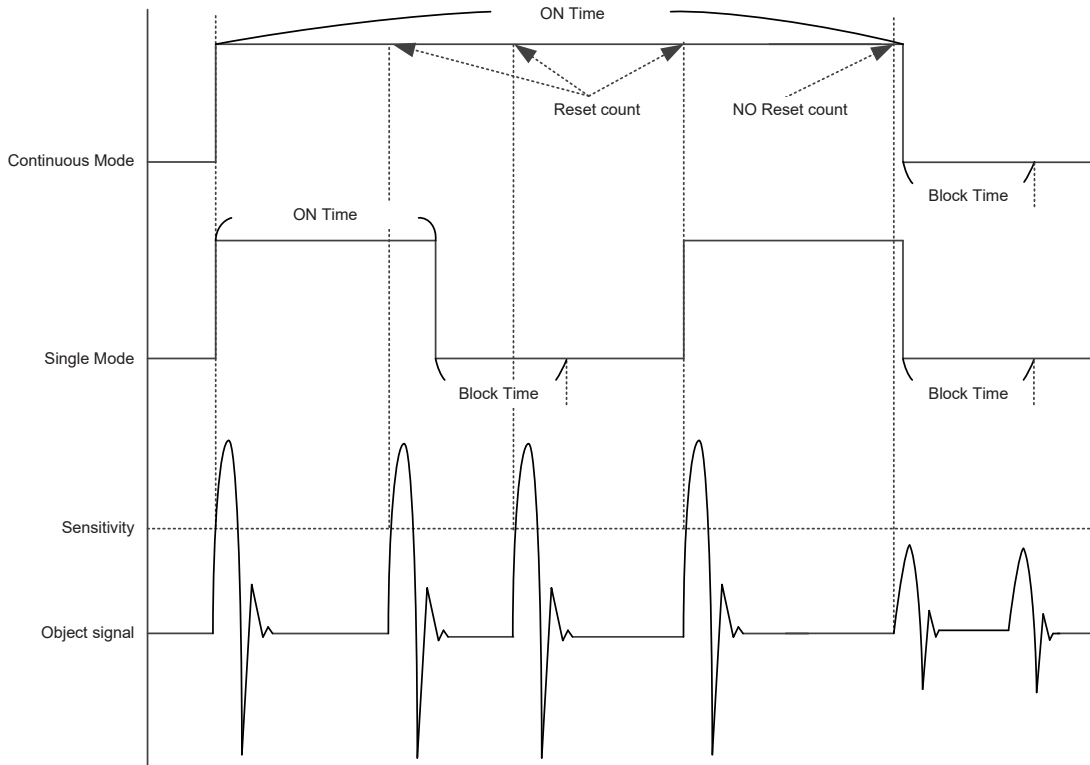 ON Time
Reset count
NO Reset count
Continuous Mode
Block Time
ON Time
Single Mode
Block Time
Block Time
Sensitivity
Object signal